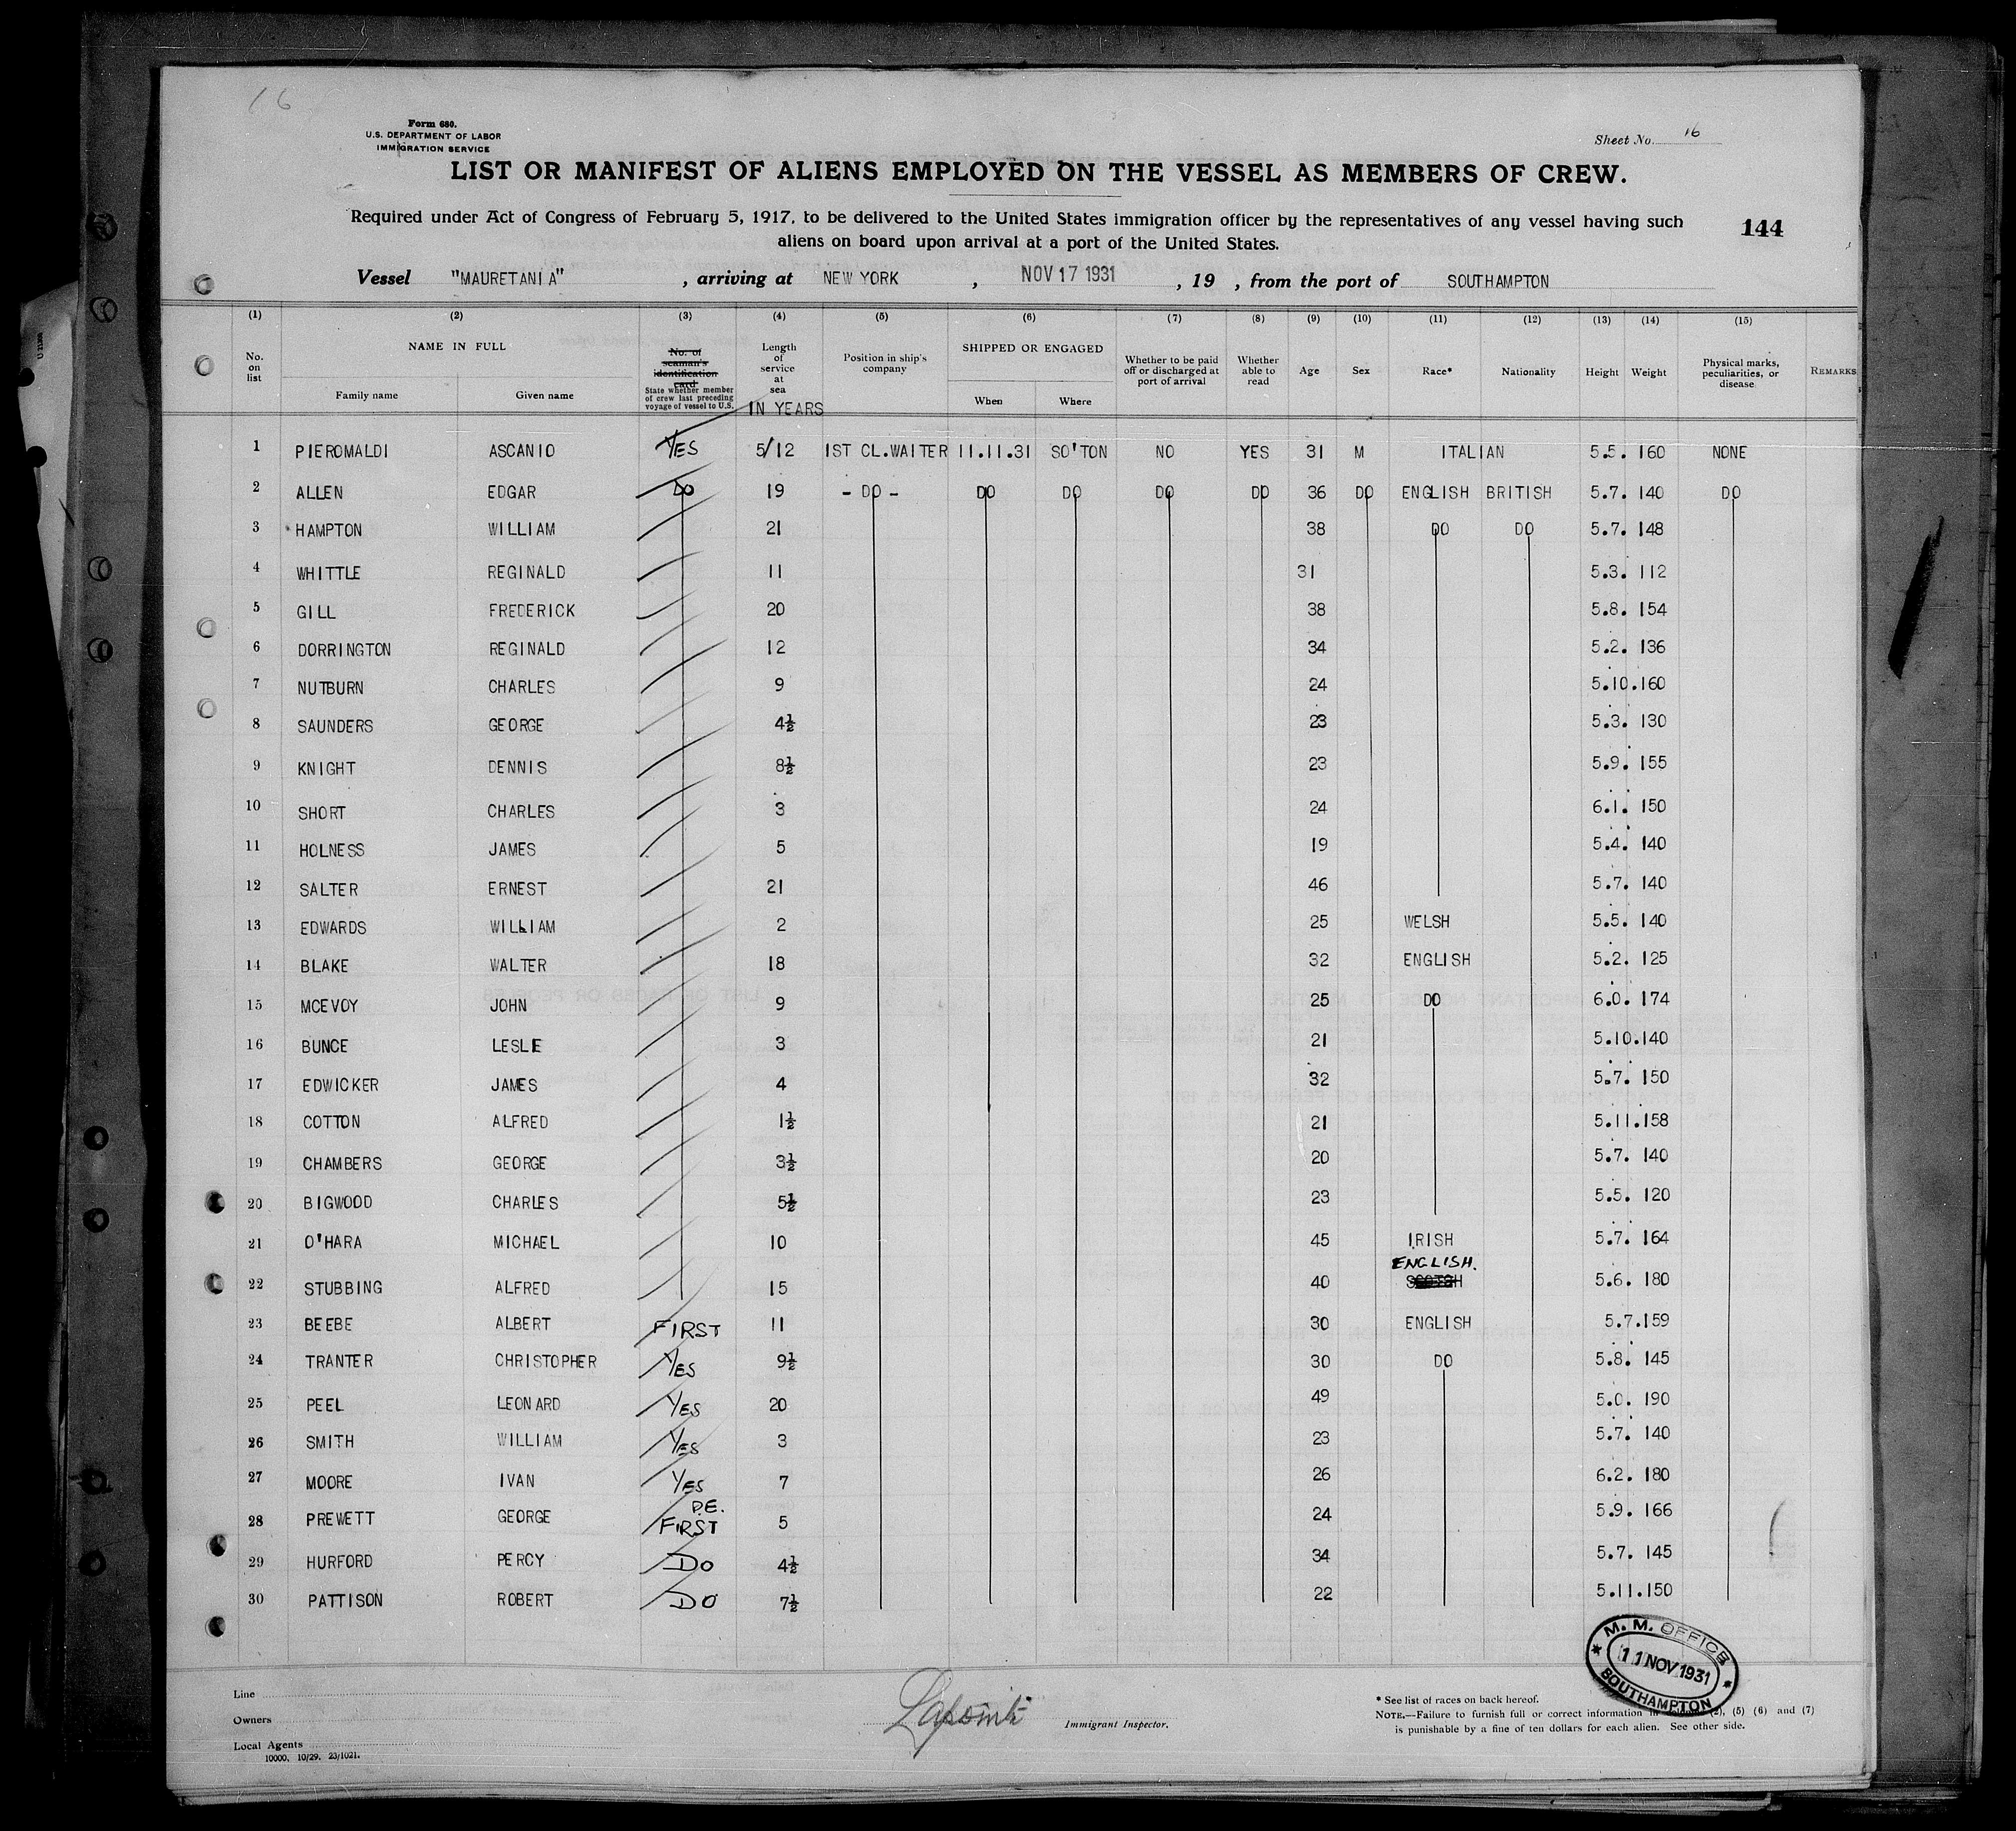 16
Form 680.
U.S. DEPARTMENT OF LABOR
IMMIGRATION SERVICE
Sheet No. 16
LIST OR MANIFEST OF ALIENS EMPLOYED ON THE VESSEL AS MEMBERS OF CREW.
Required under Act of Congress of February 5, 1917, to be delivered to the United States immigration officer by the representatives of any vessel having such
aliens on board upon arrival at a port of the United States.
144
Vessel "MAURETANIA", arriving at NEW YORK, NOV 17 1931, 19 , from the port of SOUTHAMPTON
(1) (2) (3) (4) (5) (6) (7) (8) (9) (10) (11) (12) (13) (14) (15)
No. on list
NAME IN FULL
Family name Given name
No. of seaman's identification card
State whether member of crew last preceding voyage of vessel to U.S.
Length of service at sea
IN YEARS
Position in ship's company
SHIPPED OR ENGAGED
When Where
Whether to be paid off or discharged at port of arrival
Whether able to read
Age Sex Race* Nationality Height Weight
Physical marks, peculiarities, or disease
REMARKS
1 PIEROMALDI ASCANIO YES 5/12 1ST CL.WAITER 11.11.31 SO'TON NO YES 31 M ITALIAN 5.5. 160 NONE
2 ALLEN EDGAR DO 19 - DO - DO DO DO DO 36 DO ENGLISH BRITISH 5.7. 140 DO
3 HAMPTON WILLIAM 21 38 DO DO 5.7. 148
4 WHITTLE REGINALD 11 31 5.3. 112
5 GILL FREDERICK 20 38 5.8. 154
6 DORRINGTON REGINALD 12 34 5.2. 136
7 NUTBURN CHARLES 9 24 5.10.160
8 SAUNDERS GEORGE 4½ 23 5.3. 130
9 KNIGHT DENNIS 8½ 23 5.9. 155
10 SHORT CHARLES 3 24 6.1. 150
11 HOLNESS JAMES 5 19 5.4. 140
12 SALTER ERNEST 21 46 5.7. 140
13 EDWARDS WILLIAM 2 25 WELSH 5.5. 140
14 BLAKE WALTER 18 32 ENGLISH 5.2. 125
15 MCEVOY JOHN 9 25 DO 6.0. 174
16 BUNCE LESLIE 3 21 5.10.140
17 EDWICKER JAMES 4 32 5.7. 150
18 COTTON ALFRED 1½ 21 5.11.158
19 CHAMBERS GEORGE 3½ 20 5.7. 140
20 BIGWOOD CHARLES 5½ 23 5.5. 120
21 O'HARA MICHAEL 10 45 IRISH 5.7. 164
ENGLISH.
22 STUBBING ALFRED 15 40 SCOTCH 5.6. 180
23 BEEBE ALBERT FIRST 11 30 ENGLISH 5.7.159
24 TRANTER CHRISTOPHER YES 9½ 30 DO 5.8. 145
25 PEEL LEONARD YES 20 49 5.0. 190
26 SMITH WILLIAM YES 3 23 5.7. 140
27 MOORE IVAN YES 7 26 6.2. 180
D.E.
28 PREWETT GEORGE FIRST 5 24 5.9. 166
29 HURFORD PERCY DO 4½ 34 5.7. 145
30 PATTISON ROBERT DO 7½ 22 5.11.150
M. M. OFFICE
11 NOV 1931
SOUTHAMPTON
Line
Owners
Local Agents
10000, 10/29. 23/1021.
Immigrant Inspector.
* See list of races on back hereof.
NOTE.—Failure to furnish full or correct information in (2), (5) (6) and (7)
is punishable by a fine of ten dollars for each alien. See other side.